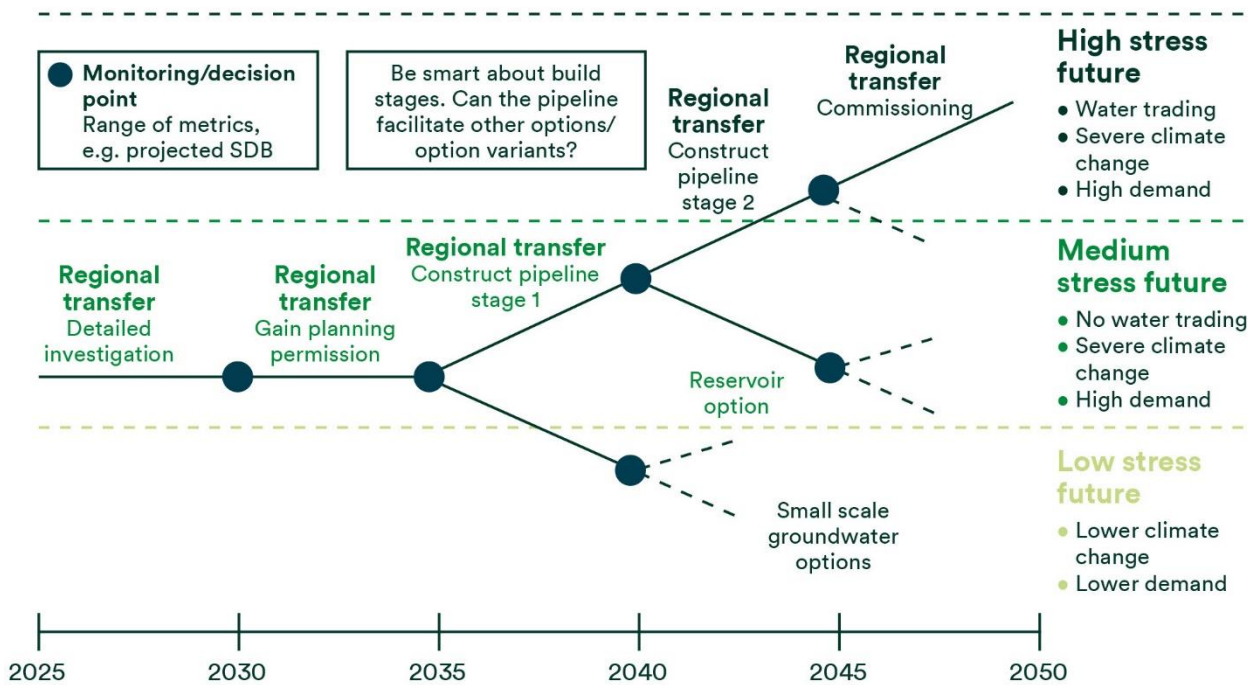 Monitoring/decision
point
Range of metrics,
e.g. projected SDB
Be smart about build
stages. Can the pipeline
facilitate other options/
option variants?
Regional
transfer
Construct
pipeline
stage 2
Regional
transfer
Commissioning
High stress
future
● Water trading
● Severe climate
change
● High demand
Regional
transfer
Detailed
investigation
Regional
transfer
Gain planning
permission
Regional transfer
Construct pipeline
stage 1
Reservoir
option
Medium
stress future
● No water trading
● Severe climate
change
● High demand
Small scale
groundwater
options
Low stress
future
● Lower climate
change
● Lower demand
2025 2030 2035 2040 2045 2050